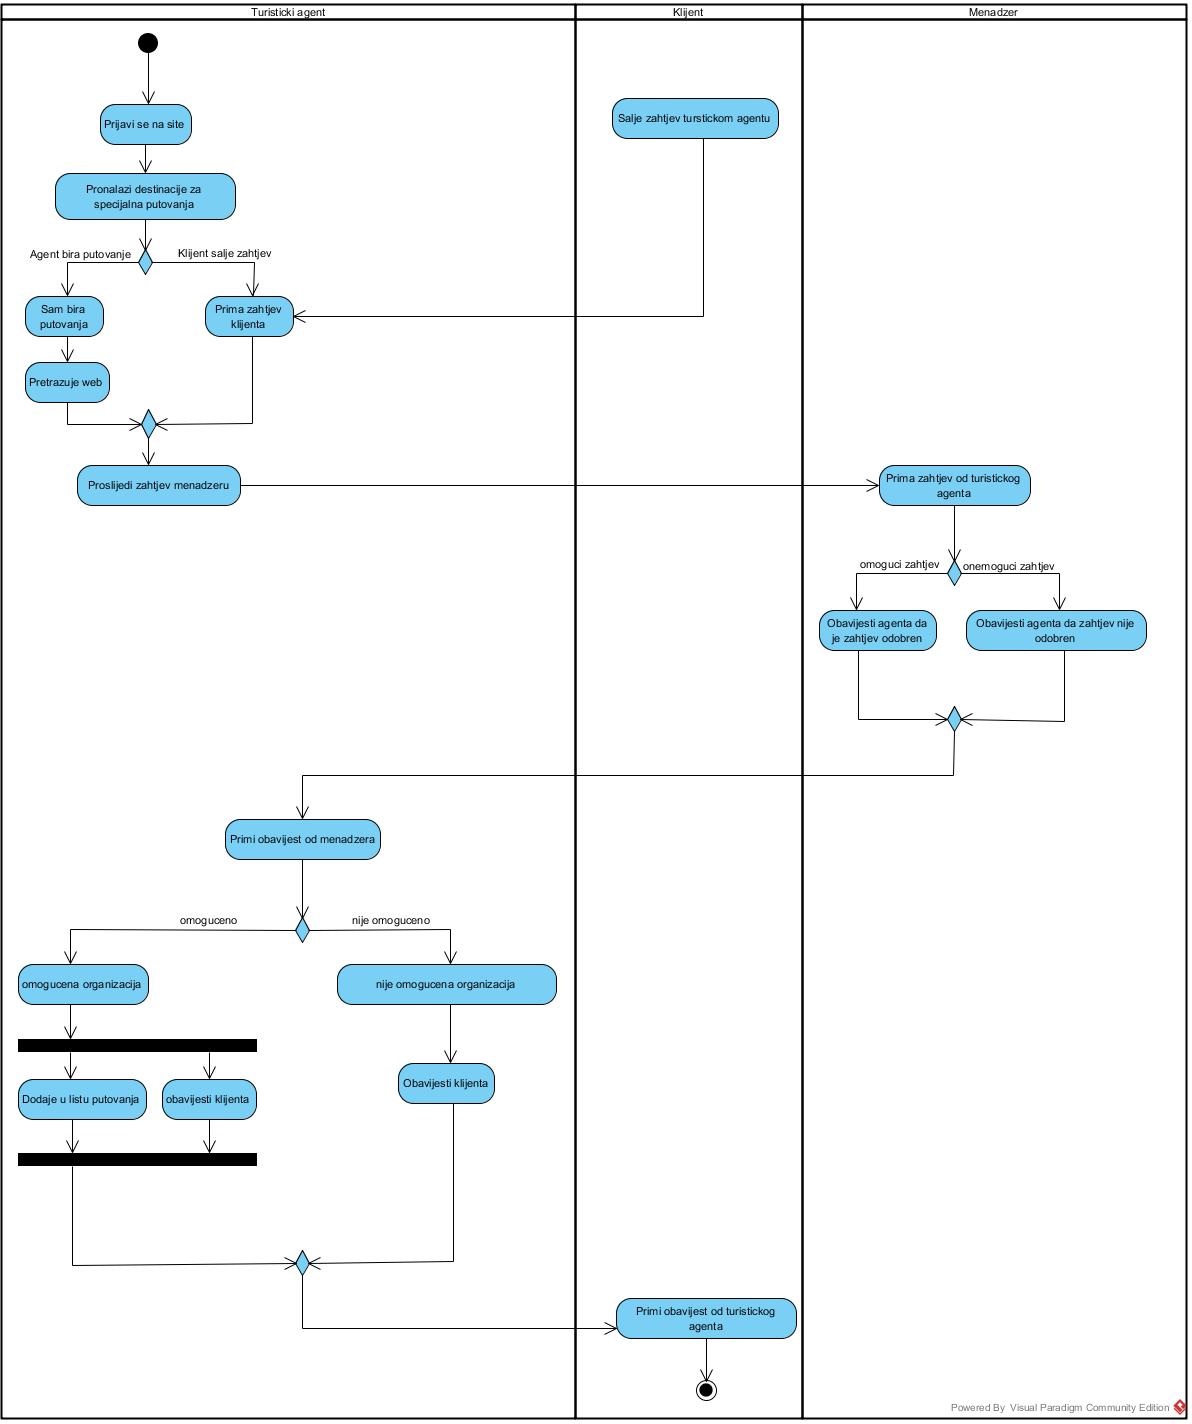 Turisticki agent
Klijent
Menadzer
Prijavi se na site
Salje zahtjev turstickom agentu
Pronalazi destinacije za
specijalna putovanja
Agent bira putovanje
Klijent salje zahtjev
Sam bira
putovanja
Prima zahtjev
klijenta
Pretrazuje web
Proslijedi zahtjev menadzeru
Prima zahtjev od turistickog
agenta
omoguci zahtjev
onemoguci zahtjev
Obavijesti agenta da
je zahtjev odobren
Obavijesti agenta da zahtjev nije
odobren
Primi obavijest od menadzera
omoguceno
nije omoguceno
omogucena organizacija
nije omogucena organizacija
Obavijesti klijenta
Dodaje u listu putovanja
obavijesti klijenta
Primi obavijest od turistickog
agenta
Powered By Visual Paradigm Community Edition